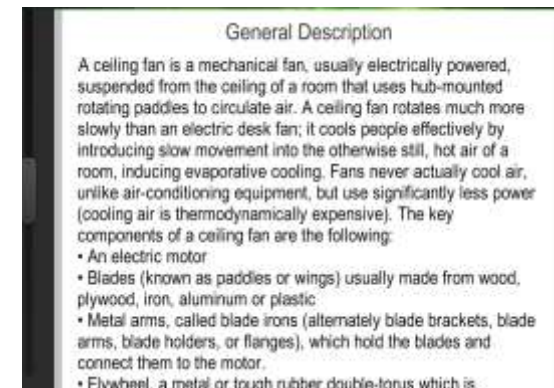 General Description
A ceiling fan is a mechanical fan, usually electrically powered,
suspended from the ceiling of a room that uses hub-mounted
rotating paddles to circulate air. A ceiling fan rotates much more
slowly than an electric desk fan; it cools people effectively by
introducing slow movement into the otherwise still, hot air of a
room, inducing evaporative cooling. Fans never actually cool air,
unlike air-conditioning equipment, but use significantly less power
(cooling air is thermodynamically expensive). The key
components of a ceiling fan are the following:
• An electric motor
• Blades (known as paddles or wings) usually made from wood,
plywood, iron, aluminum or plastic
• Metal arms, called blade irons (alternately blade brackets, blade
arms, blade holders, or flanges), which hold the blades and
connect them to the motor.
• Flywheel, a metal or tough rubber double-torus which is